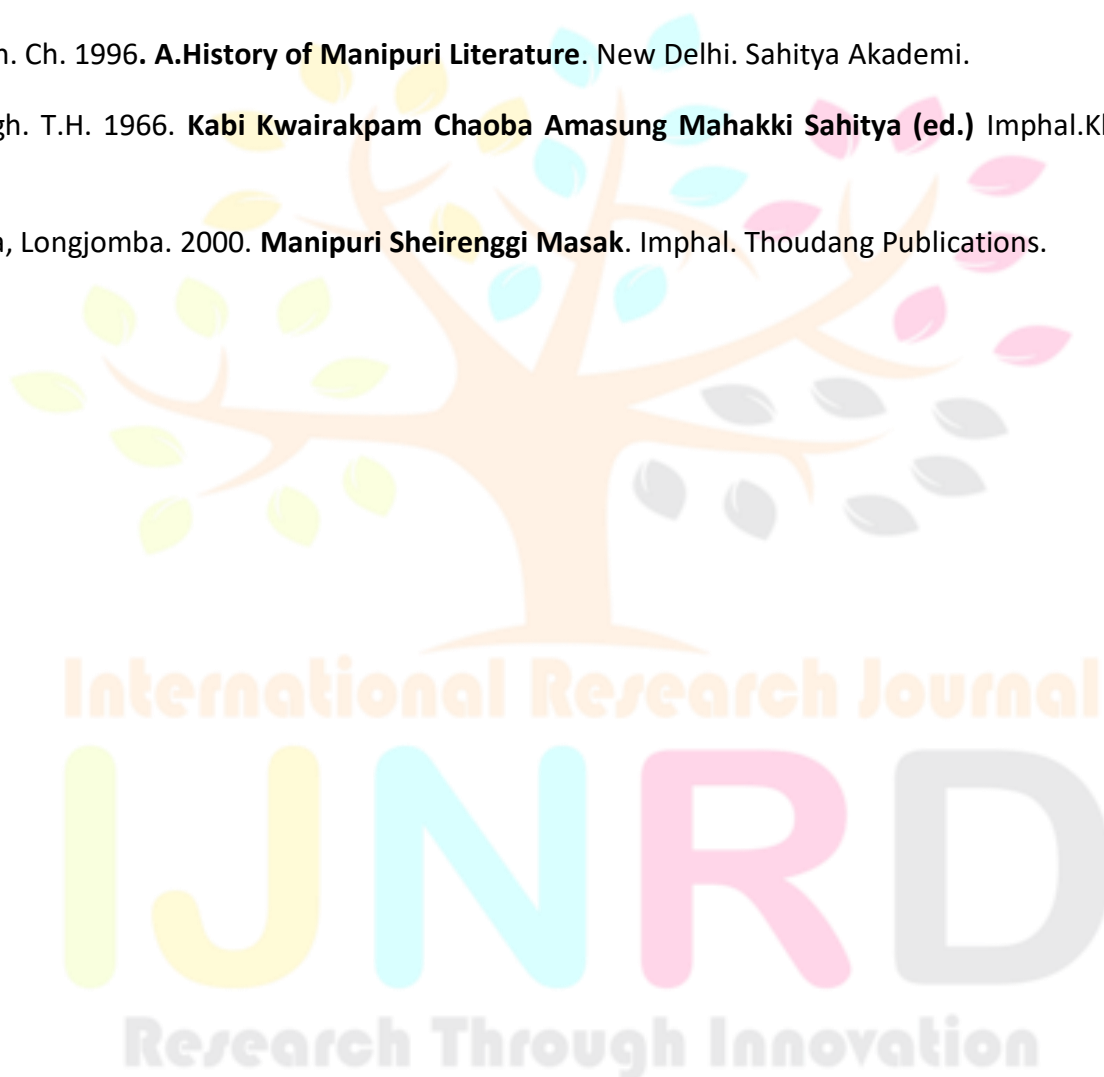 n. Ch. 1996. A.History of Manipuri Literature. New Delhi. Sahitya Akademi.
gh. T.H. 1966. Kabi Kwairakpam Chaoba Amasung Mahakki Sahitya (ed.) Imphal.Kl
a, Longjomba. 2000. Manipuri Sheirenggi Masak. Imphal. Thoudang Publications.
International Research Journal
IJNRD
Research Through Innovation